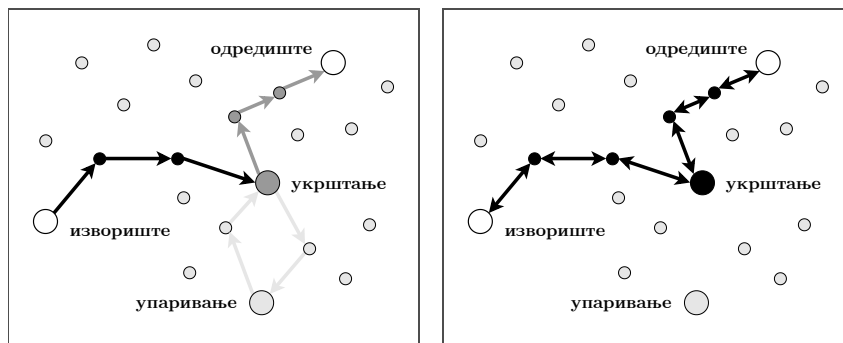 одредиште
укрштање
извориште
упаривање
одредиште
укрштање
извориште
упаривање